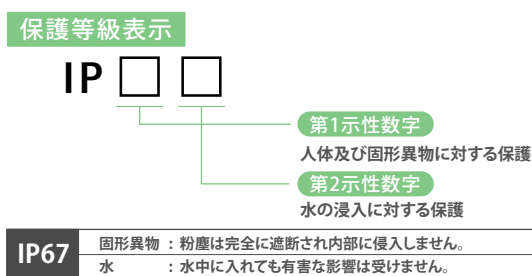 保護等級表示
IP□□
第1示性数字
人体及び固形異物に対する保護
第2示性数字
水の浸入に対する保護
IP67
固形異物 : 粉塵は完全に遮断され内部に侵入しません。
水 : 水中に入れても有害な影響は受けません。